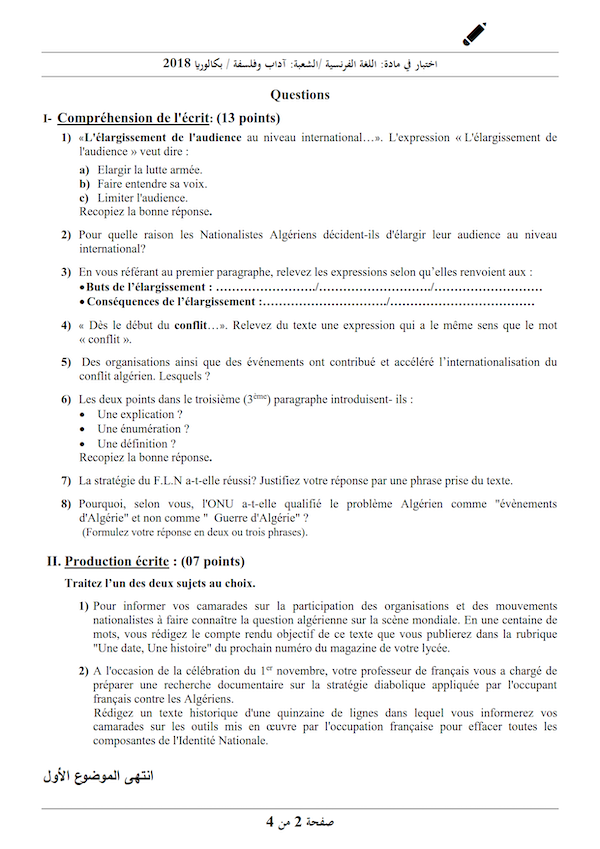 اختبار في مادة: اللغة الفرنسية /الشعبة: آداب وفلسفة / بكالوريا 2018
Questions
I- Compréhension de l'écrit: (13 points)
1) «L'élargissement de l'audience au niveau international…». L'expression « L'élargissement de
l'audience » veut dire :
a) Elargir la lutte armée.
b) Faire entendre sa voix.
c) Limiter l'audience.
Recopiez la bonne réponse.
2) Pour quelle raison les Nationalistes Algériens décident-ils d'élargir leur audience au niveau
international?
3) En vous référant au premier paragraphe, relevez les expressions selon qu’elles renvoient aux :
• Buts de l’élargissement : ……………………./………………………/………………………
• Conséquences de l’élargissement :…………………………./………………………………
4) « Dès le début du conflit…». Relevez du texte une expression qui a le même sens que le mot
« conflit ».
5) Des organisations ainsi que des événements ont contribué et accéléré l’internationalisation du
conflit algérien. Lesquels ?
6) Les deux points dans le troisième (3ème) paragraphe introduisent- ils :
• Une explication ?
• Une énumération ?
• Une définition ?
Recopiez la bonne réponse.
7) La stratégie du F.L.N a-t-elle réussi? Justifiez votre réponse par une phrase prise du texte.
8) Pourquoi, selon vous, l'ONU a-t-elle qualifié le problème Algérien comme "évènements
d'Algérie" et non comme " Guerre d'Algérie" ?
(Formulez votre réponse en deux ou trois phrases).
II. Production écrite : (07 points)
Traitez l’un des deux sujets au choix.
1) Pour informer vos camarades sur la participation des organisations et des mouvements
nationalistes à faire connaître la question algérienne sur la scène mondiale. En une centaine de
mots, vous rédigez le compte rendu objectif de ce texte que vous publierez dans la rubrique
"Une date, Une histoire" du prochain numéro du magazine de votre lycée.
2) A l'occasion de la célébration du 1er novembre, votre professeur de français vous a chargé de
préparer une recherche documentaire sur la stratégie diabolique appliquée par l'occupant
français contre les Algériens.
Rédigez un texte historique d'une quinzaine de lignes dans lequel vous informerez vos
camarades sur les outils mis en œuvre par l'occupation française pour effacer toutes les
composantes de l'Identité Nationale.
انتهى الموضوع الأول
صفحة 2 من 4